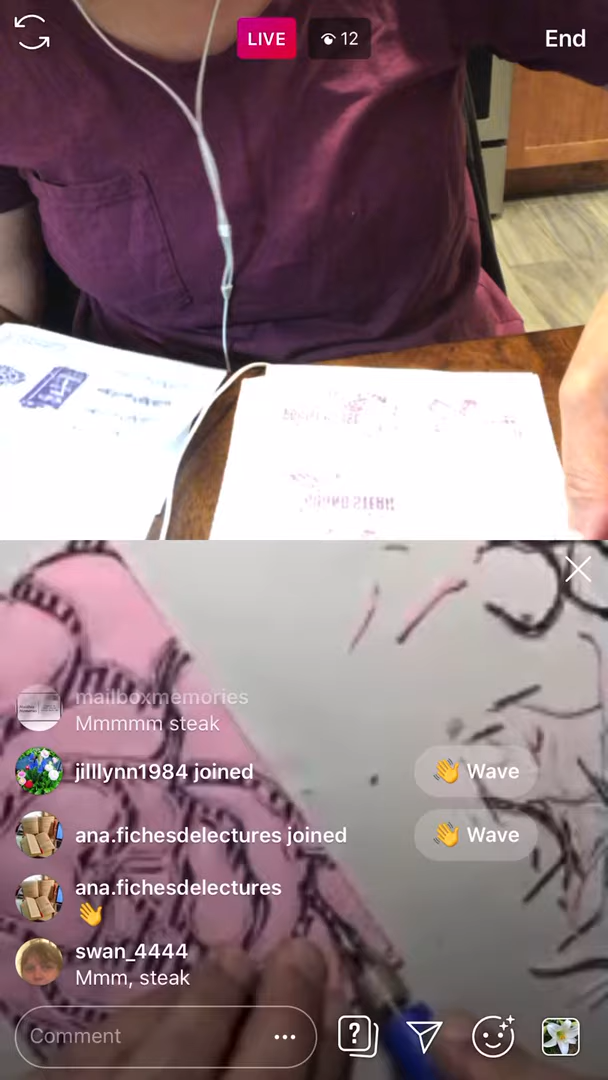 LIVE
12
End
mailboxmemories
Mmmmm steak
jilllynn1984 joined
Wave
ana.fichesdelectures joined
Wave
ana.fichesdelectures
👋
swan_4444
Mmm, steak
Comment